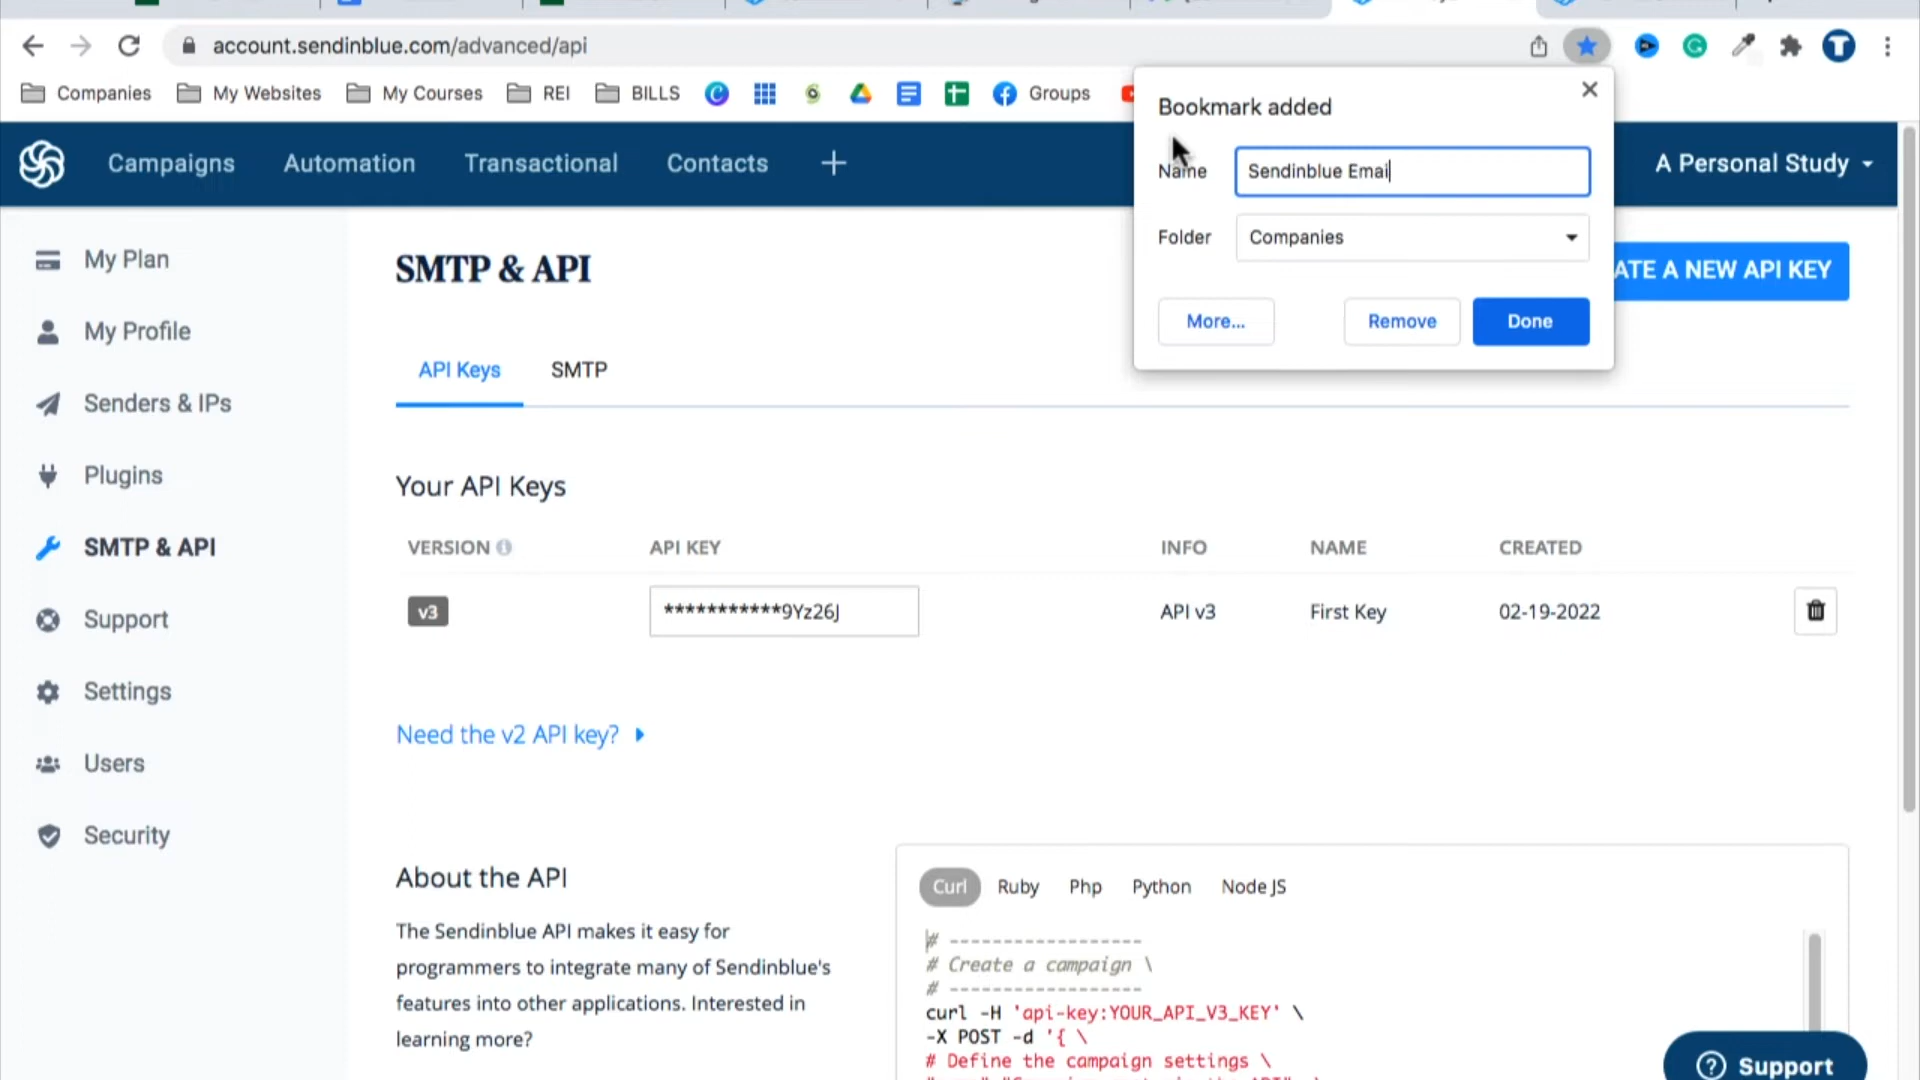 account.sendinblue.com/advanced/api
Companies My Websites My Courses REI BILLS Groups
Bookmark added
Name Sendinblue Emai
Folder Companies
More... Remove Done
Campaigns Automation Transactional Contacts + A Personal Study
My Plan
My Profile
Senders & IPs
Plugins
SMTP & API
Support
Settings
Users
Security
SMTP & API
ATE A NEW API KEY
API Keys SMTP
Your API Keys
VERSION API KEY INFO NAME CREATED
v3 ***********9Yz26J API v3 First Key 02-19-2022
Need the v2 API key?
About the API
The Sendinblue API makes it easy for
programmers to integrate many of Sendinblue's
features into other applications. Interested in
learning more?
Curl Ruby Php Python Node JS
# ------------------
# Create a campaign \
# ------------------
curl -H 'api-key:YOUR_API_V3_KEY' \
-X POST -d '{ \
# Define the campaign settings \
Support